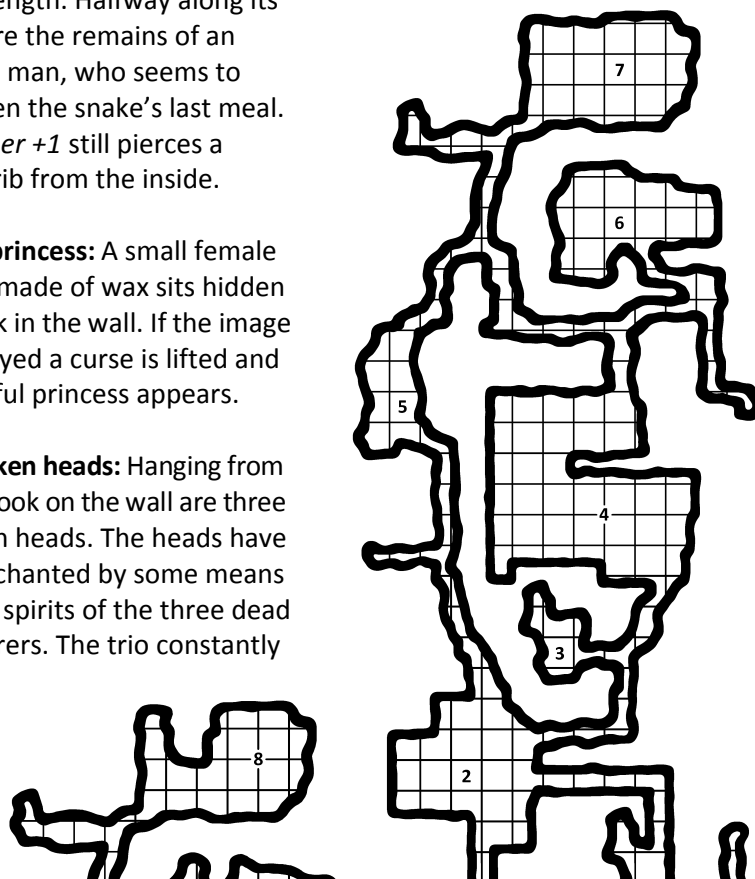 ength. Halfway along its
re the remains of an
man, who seems to
en the snake's last meal.
er +1 still pierces a
rib from the inside.
princess: A small female
made of wax sits hidden
k in the wall. If the image
yed a curse is lifted and
ful princess appears.
ken heads: Hanging from
ook on the wall are three
n heads. The heads have
chanted by some means
spirits of the three dead
rers. The trio constantly
7
6
5
4
3
2
8